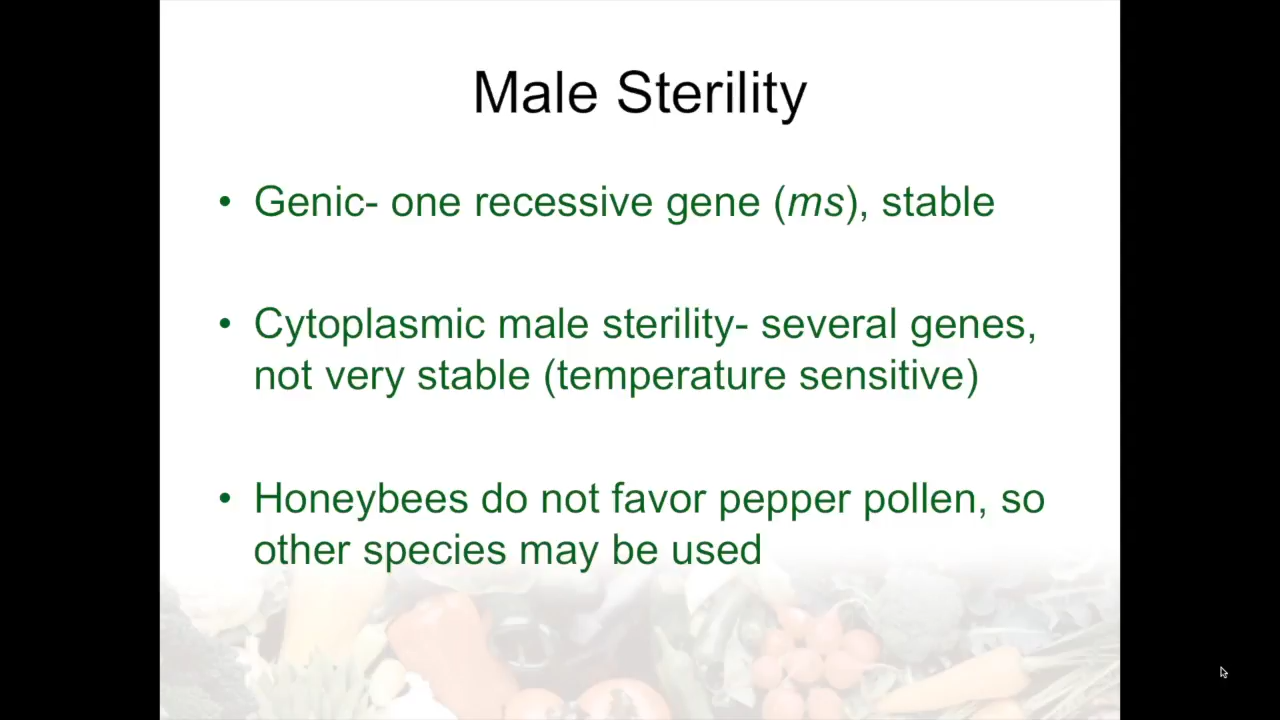 Male Sterility
• Genic- one recessive gene (ms), stable
• Cytoplasmic male sterility- several genes,
not very stable (temperature sensitive)
• Honeybees do not favor pepper pollen, so
other species may be used